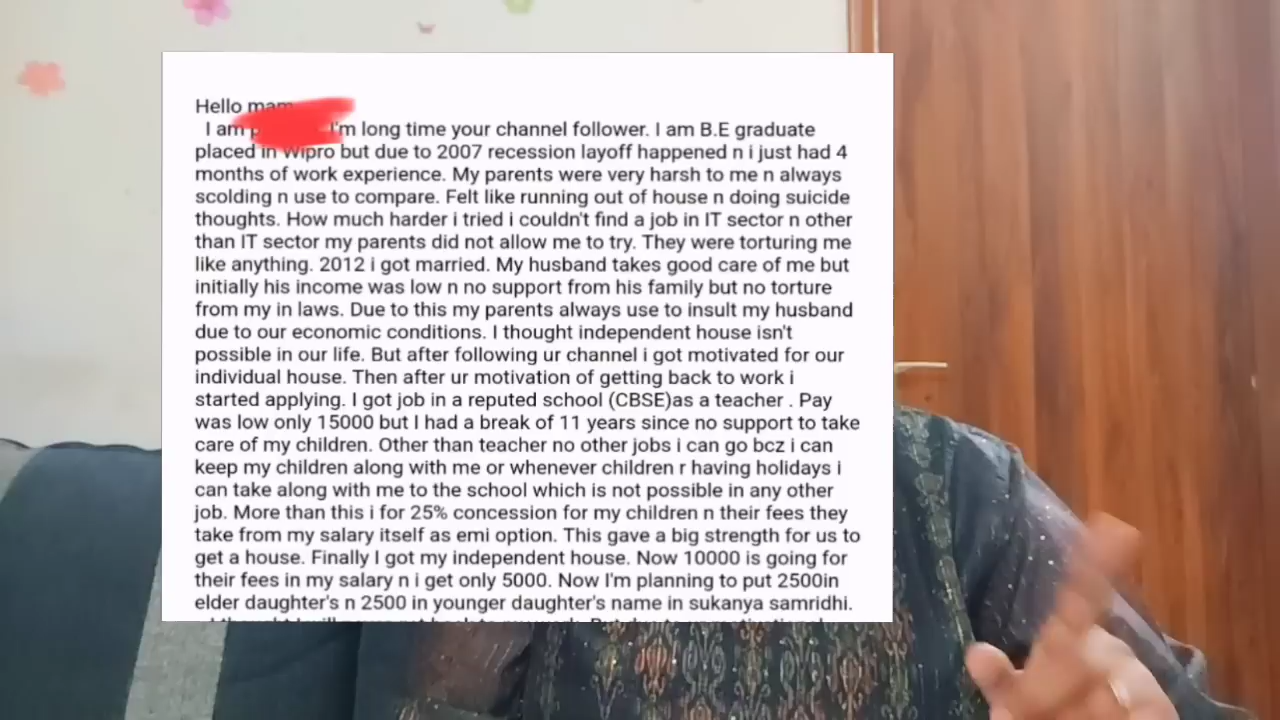 Hello mam
I am I'm long time your channel follower. I am B.E graduate
placed in Wipro but due to 2007 recession layoff happened n i just had 4
months of work experience. My parents were very harsh to me n always
scolding n use to compare. Felt like running out of house n doing suicide
thoughts. How much harder i tried i couldn't find a job in IT sector n other
than IT sector my parents did not allow me to try. They were torturing me
like anything. 2012 i got married. My husband takes good care of me but
initially his income was low n no support from his family but no torture
from my in laws. Due to this my parents always use to insult my husband
due to our economic conditions. I thought independent house isn't
possible in our life. But after following ur channel i got motivated for our
individual house. Then after ur motivation of getting back to work i
started applying. I got job in a reputed school (CBSE)as a teacher . Pay
was low only 15000 but I had a break of 11 years since no support to take
care of my children. Other than teacher no other jobs i can go bcz i can
keep my children along with me or whenever children r having holidays i
can take along with me to the school which is not possible in any other
job. More than this i for 25% concession for my children n their fees they
take from my salary itself as emi option. This gave a big strength for us to
get a house. Finally I got my independent house. Now 10000 is going for
their fees in my salary n i get only 5000. Now I'm planning to put 2500in
elder daughter's n 2500 in younger daughter's name in sukanya samridhi.